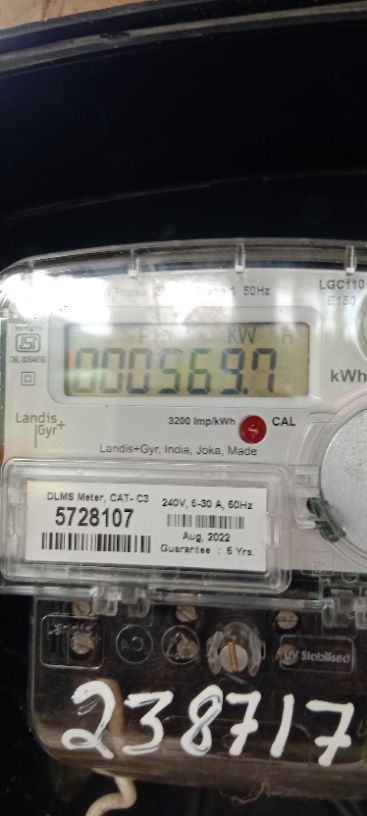 50Hz
LGC110
E150
KW H
000569.7
kWh
Landis
Gyr+
3200 Imp/kWh
CAL
Landis+Gyr, India, Joka, Made
DLMS Meter, CAT- C3
240V, 5-30 A, 50Hz
5728107
Aug, 2022
Guarantee : 5 Yrs.
UV Stabilised
238717